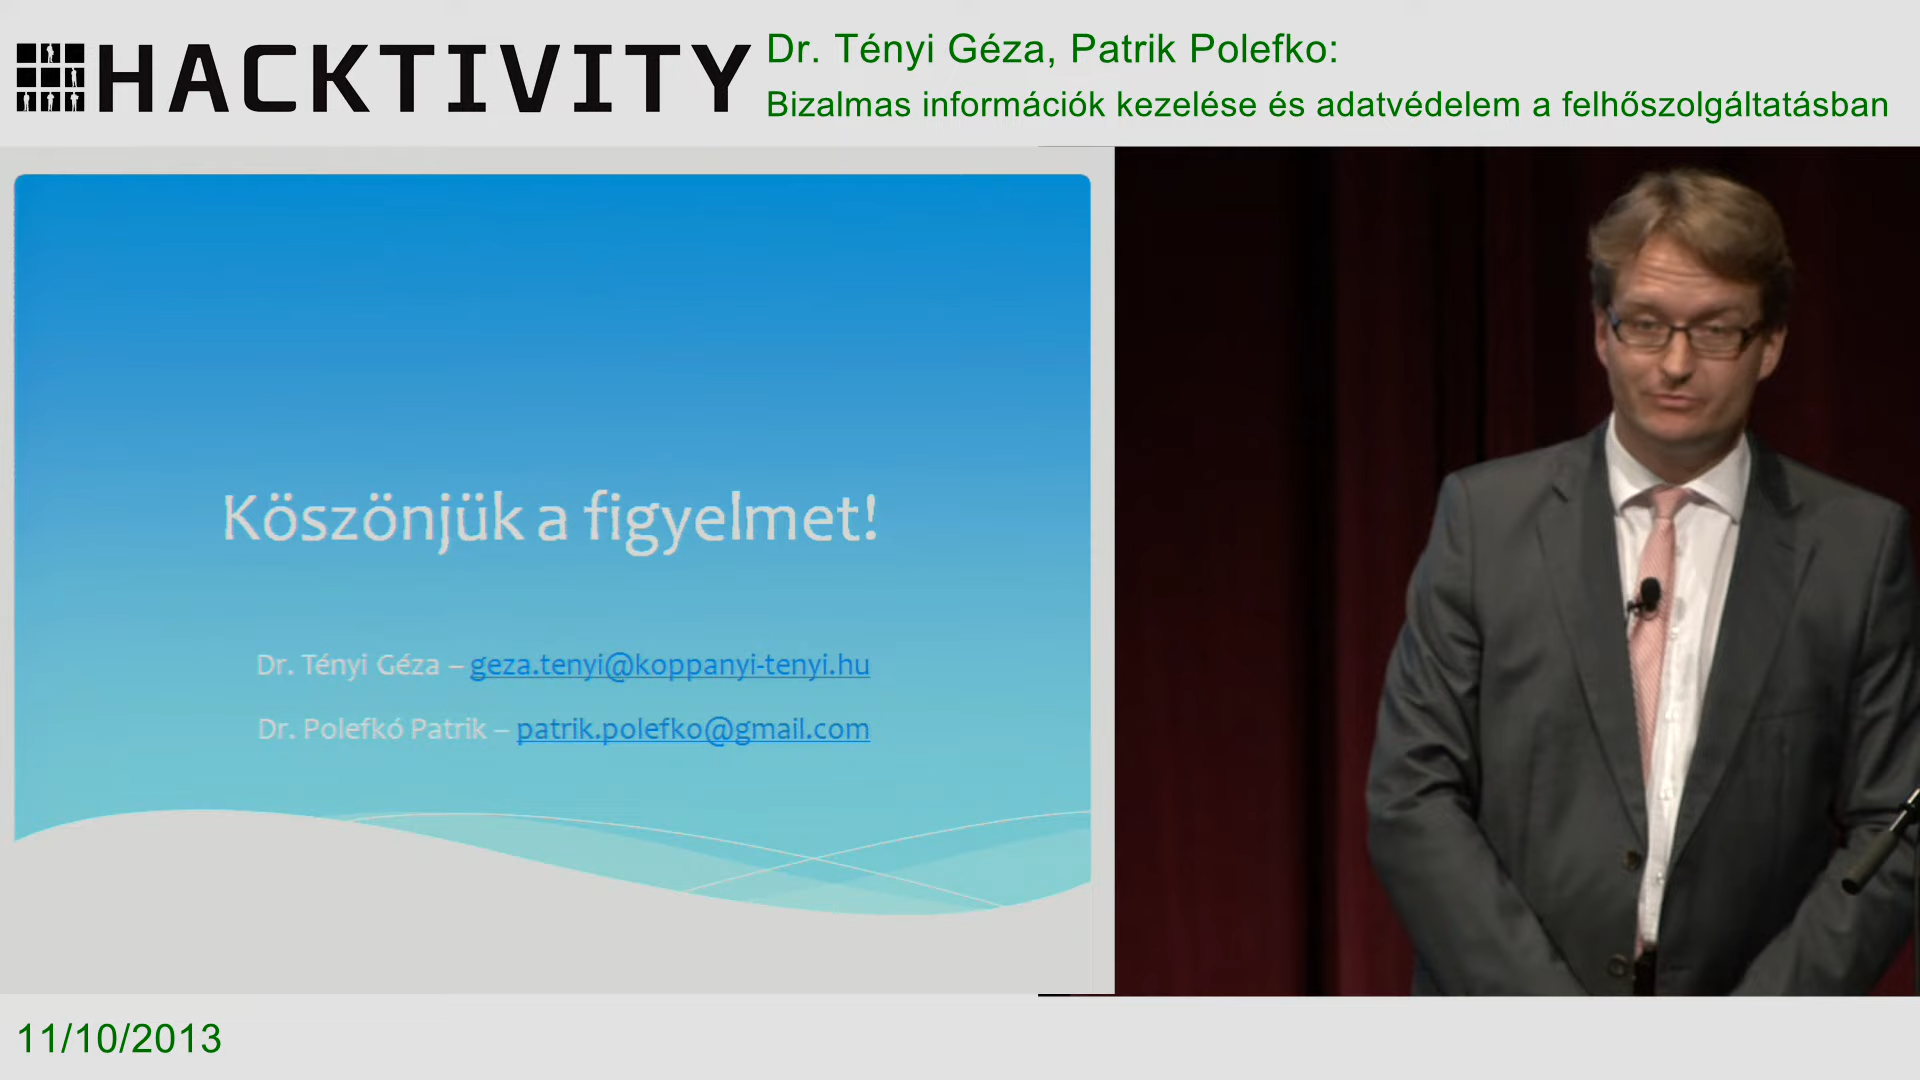 HACKTIVITY
Dr. Tényi Géza, Patrik Polefko:
Bizalmas információk kezelése és adatvédelem a felhőszolgáltatásban
Köszönjük a figyelmet!
Dr. Tényi Géza – geza.tenyi@koppanyi-tenyi.hu
Dr. Polefkó Patrik – patrik.polefko@gmail.com
11/10/2013